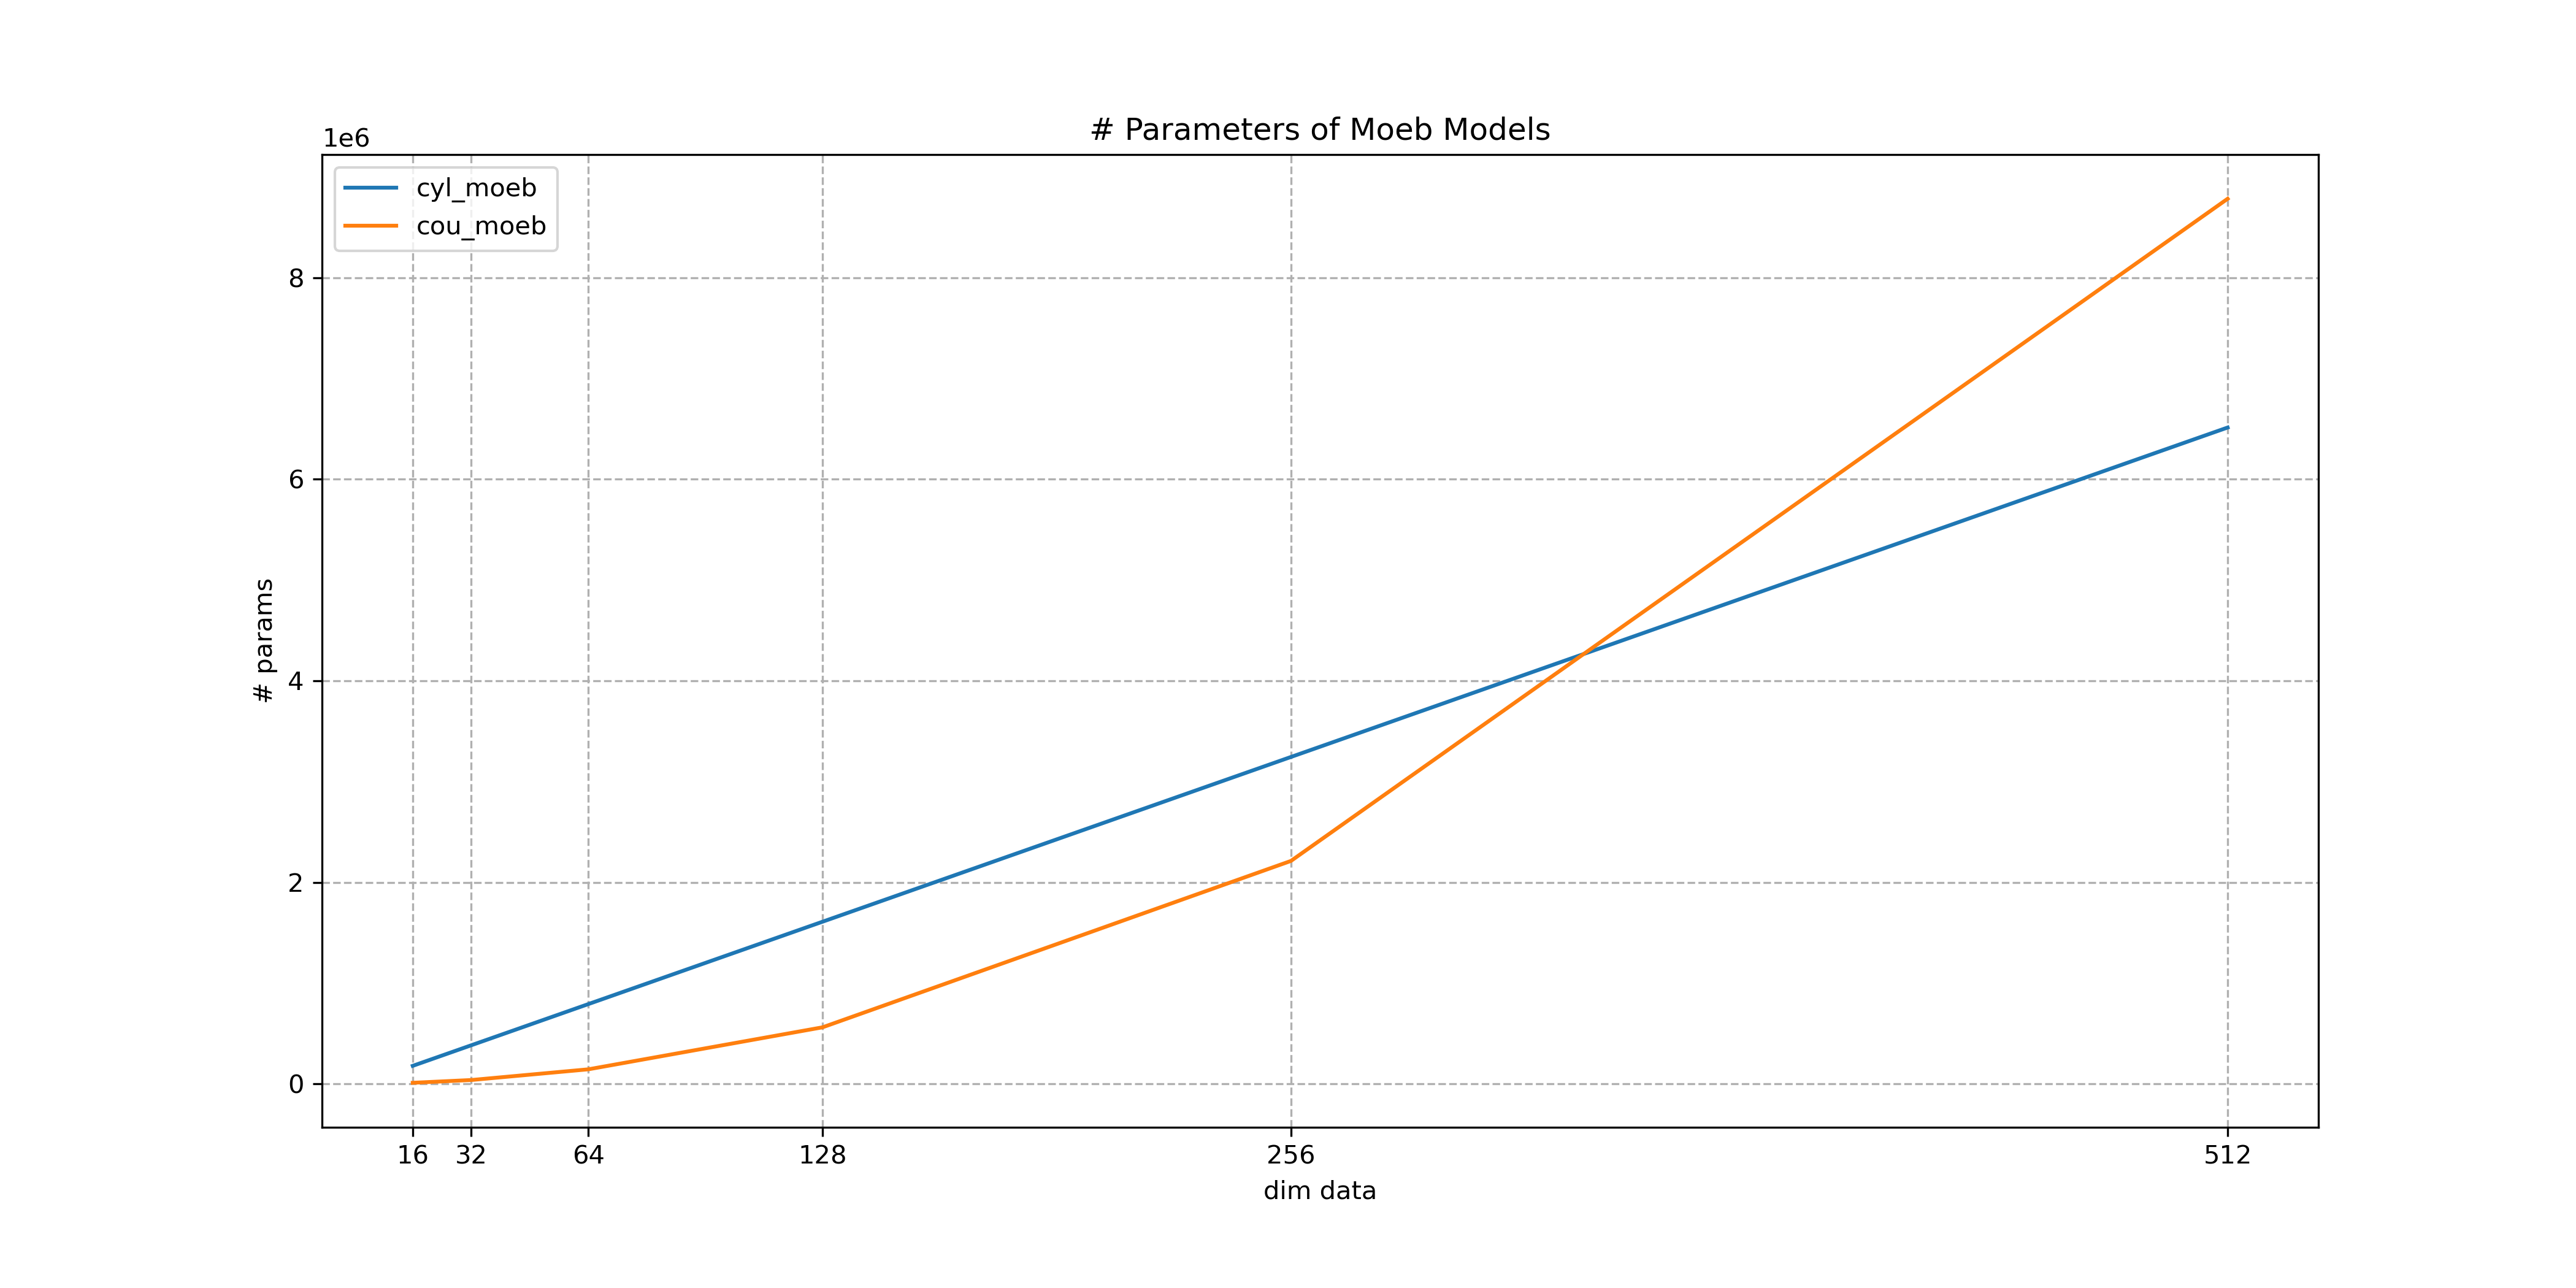 # Parameters of Moeb Models
1e6
cyl_moeb
cou_moeb
8
6
4
2
0
# params
16 32 64 128 256 512
dim data